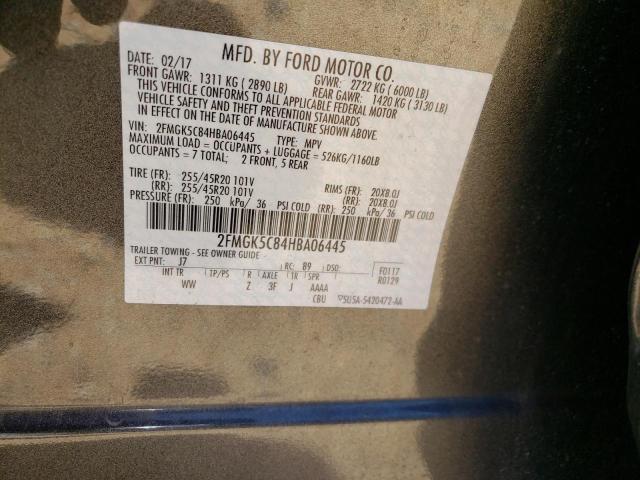 MFD. BY FORD MOTOR CO.
DATE: 02/17 GVWR: 2722 KG ( 6000 LB)
FRONT GAWR: 1311 KG ( 2890 LB) REAR GAWR: 1420 KG ( 3130 LB)
THIS VEHICLE CONFORMS TO ALL APPLICABLE FEDERAL MOTOR
VEHICLE SAFETY AND THEFT PREVENTION STANDARDS
IN EFFECT ON THE DATE OF MANUFACTURE SHOWN ABOVE.
VIN: 2FMGK5C84HBA06445 TYPE: MPV
MAXIMUM LOAD = OCCUPANTS + LUGGAGE = 526KG/1160LB
OCCUPANTS = 7 TOTAL; 2 FRONT, 5 REAR
TIRE (FR): 255/45R20 101V RIMS (FR): 20X8.0J
(RR): 255/45R20 101V (RR): 20X8.0J
PRESSURE (FR): 250 kPa/ 36 PSI COLD (RR): 250 kPa/ 36 PSI COLD
2FMGK5C84HBA06445
TRAILER TOWING - SEE OWNER GUIDE
EXT PNT: J7 RC: 89 DSO: F0117
R0129
INT TR TP/PS R AXLE TR SPR
WW Z 3F J AAAA
CBU 5U5A-5420472-AA